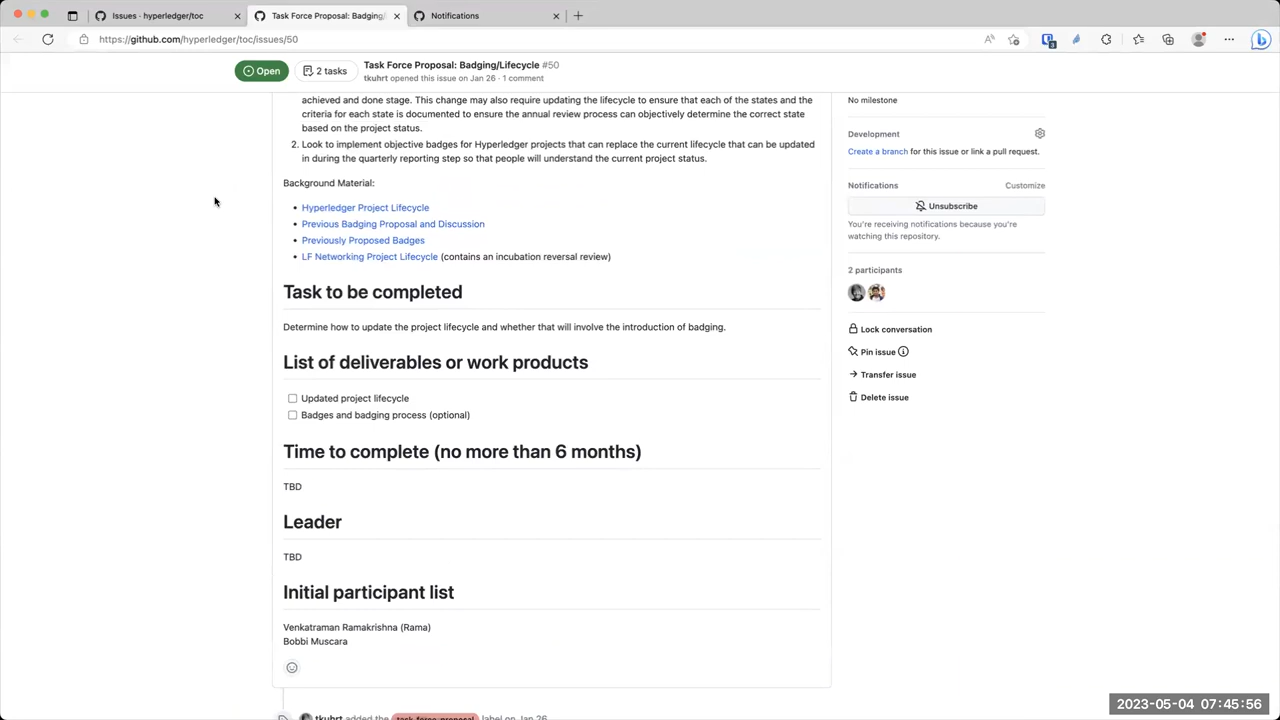 Issues · hyperledger/toc
Task Force Proposal: Badging/
Notifications
https://github.com/hyperledger/toc/issues/50
Open
2 tasks
Task Force Proposal: Badging/Lifecycle #50
tkuhrt opened this issue on Jan 26 · 1 comment
achieved and done stage. This change may also require updating the lifecycle to ensure that each of the states and the
criteria for each state is documented to ensure the annual review process can objectively determine the correct state
based on the project status.
2. Look to implement objective badges for Hyperledger projects that can replace the current lifecycle that can be updated
in during the quarterly reporting step so that people will understand the current project status.
Background Material:
• Hyperledger Project Lifecycle
• Previous Badging Proposal and Discussion
• Previously Proposed Badges
• LF Networking Project Lifecycle (contains an incubation reversal review)
Task to be completed
Determine how to update the project lifecycle and whether that will involve the introduction of badging.
List of deliverables or work products
Updated project lifecycle
Badges and badging process (optional)
Time to complete (no more than 6 months)
TBD
Leader
TBD
Initial participant list
Venkatraman Ramakrishna (Rama)
Bobbi Muscara
tkuhrt added the task-force-proposal label on Jan 26
No milestone
Development
Create a branch for this issue or link a pull request.
Notifications
Customize
Unsubscribe
You're receiving notifications because you're
watching this repository.
2 participants
Lock conversation
Pin issue
Transfer issue
Delete issue
2023-05-04 07:45:56